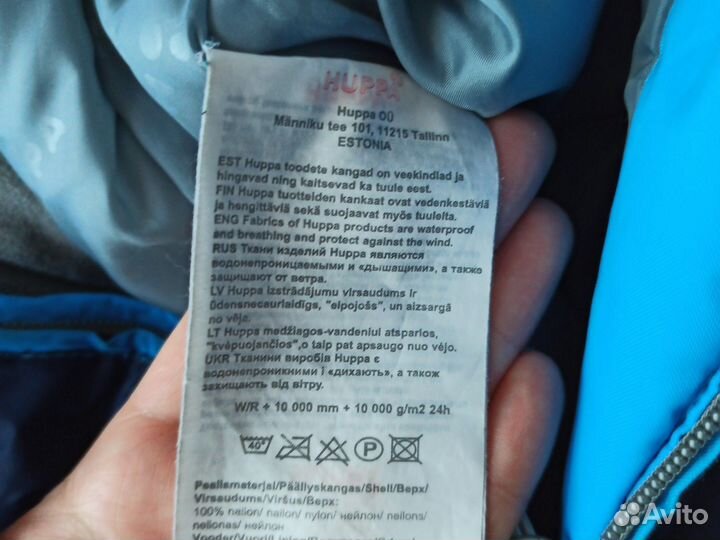 HUPPA
Huppa OÜ
Männiku tee 101, 11215 Tallinn
ESTONIA
EST Huppa toodete kangad on veekindlad ja
hingavad ning kaitsevad ka tuule eest.
FIN Huppa tuotteiden kankaat ovat vedenkestäviä
ja hengittäviä sekä suojaavat myös tuulelta.
ENG Fabrics of Huppa products are waterproof
and breathing and protect against the wind.
RUS Ткани изделий Huppa являются
водонепроницаемыми и «дышащими», а также
защищают от ветра.
LV Huppa izstrādājumu virsaudums ir
ūdensnecaurlaidīgs, "elpojošs", un aizsargā
no vēja.
LT Huppa medžiagos-vandeniui atsparios,
"kvėpuojančios",o taip pat apsaugo nuo vėjo.
UKR Тканини виробів Huppa є
водонепроникними ї «дихають», а також
захищають від вітру.
W/R + 10 000 mm + 10 000 g/m2 24h
40° P
Pealismaterjal/Päällyskangas/Shell/Верх/
Virsaudums/Viršus/Верх:
100% nailon/ nailon/ nylon/ нейлон/ neilons/
neilonas/ нейлон
Avito